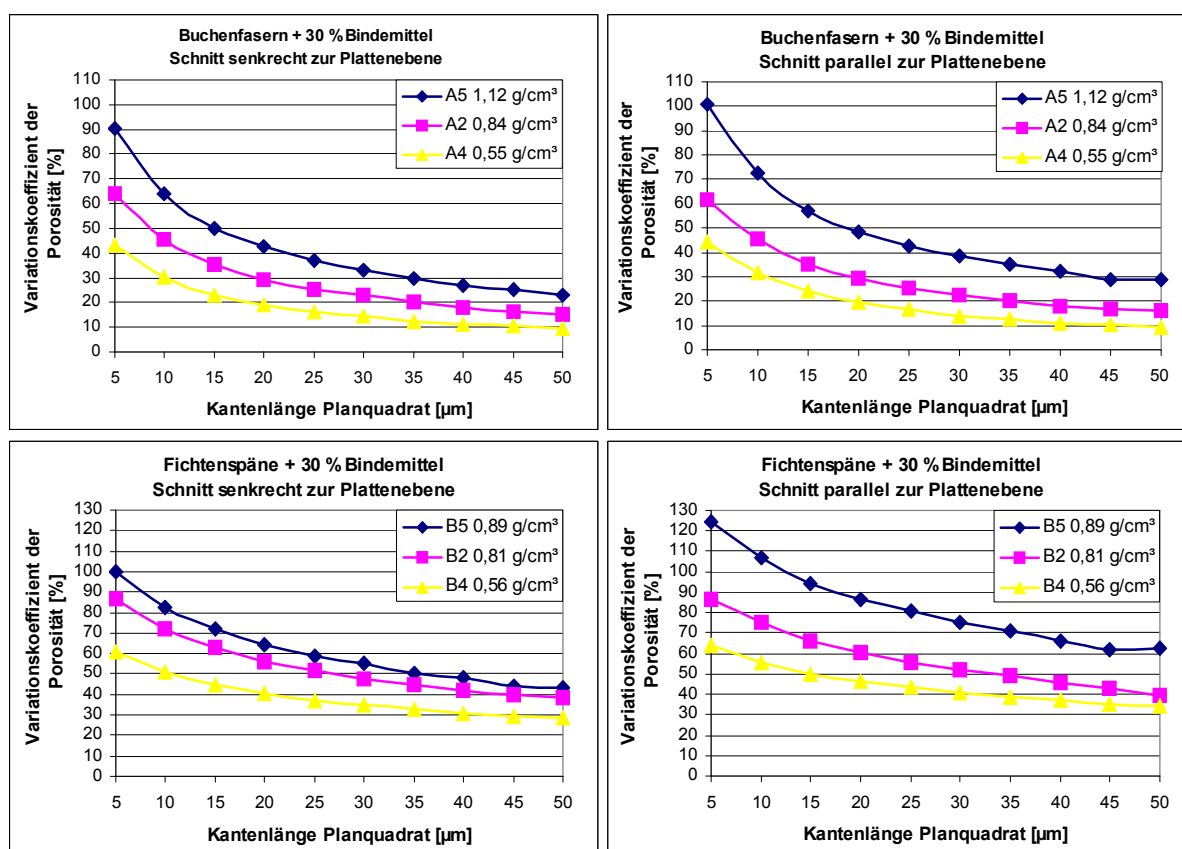 Buchenfasern + 30 % Bindemittel
Schnitt senkrecht zur Plattenebene
Variationskoeffizient der
Porosität [%]
110
100
90
80
70
60
50
40
30
20
10
0
A5 1,12 g/cm³
A2 0,84 g/cm³
A4 0,55 g/cm³
5 10 15 20 25 30 35 40 45 50
Kantenlänge Planquadrat [µm]
Buchenfasern + 30 % Bindemittel
Schnitt parallel zur Plattenebene
Variationskoeffizient der
Porosität [%]
110
100
90
80
70
60
50
40
30
20
10
0
A5 1,12 g/cm³
A2 0,84 g/cm³
A4 0,55 g/cm³
5 10 15 20 25 30 35 40 45 50
Kantenlänge Planquadrat [µm]
Fichtenspäne + 30 % Bindemittel
Schnitt senkrecht zur Plattenebene
Variationskoeffizient der
Porosität [%]
130
120
110
100
90
80
70
60
50
40
30
20
10
0
B5 0,89 g/cm³
B2 0,81 g/cm³
B4 0,56 g/cm³
5 10 15 20 25 30 35 40 45 50
Kantenlänge Planquadrat [µm]
Fichtenspäne + 30 % Bindemittel
Schnitt parallel zur Plattenebene
Variationskoeffizient der
Porosität [%]
130
120
110
100
90
80
70
60
50
40
30
20
10
0
B5 0,89 g/cm³
B2 0,81 g/cm³
B4 0,56 g/cm³
5 10 15 20 25 30 35 40 45 50
Kantenlänge Planquadrat [µm]